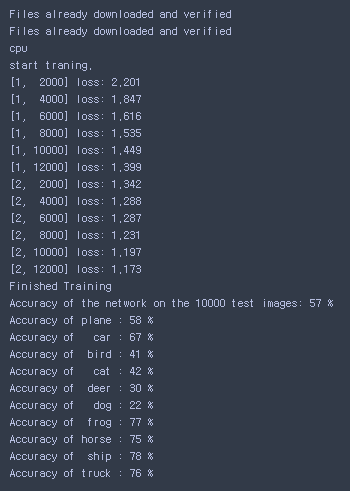 Files already downloaded and verified
Files already downloaded and verified
cpu
start traning.
[1,  2000] loss: 2.201
[1,  4000] loss: 1.847
[1,  6000] loss: 1.616
[1,  8000] loss: 1.535
[1, 10000] loss: 1.449
[1, 12000] loss: 1.399
[2,  2000] loss: 1.342
[2,  4000] loss: 1.288
[2,  6000] loss: 1.287
[2,  8000] loss: 1.231
[2, 10000] loss: 1.197
[2, 12000] loss: 1.173
Finished Training
Accuracy of the network on the 10000 test images: 57 %
Accuracy of plane : 58 %
Accuracy of   car : 67 %
Accuracy of  bird : 41 %
Accuracy of   cat : 42 %
Accuracy of  deer : 30 %
Accuracy of   dog : 22 %
Accuracy of  frog : 77 %
Accuracy of horse : 75 %
Accuracy of  ship : 78 %
Accuracy of truck : 76 %